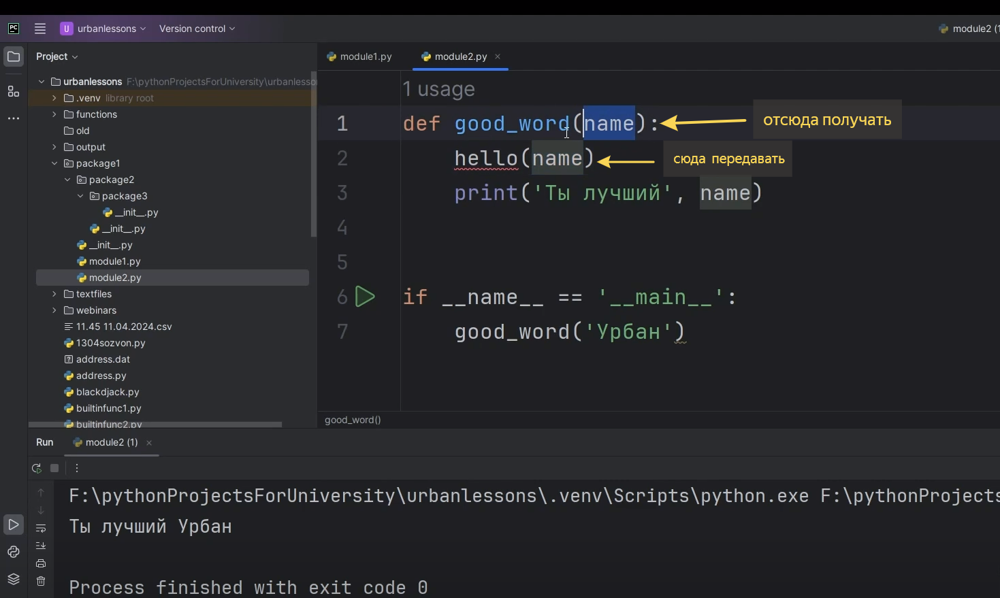 PC
U urbanlessons Version control module2 (1
Project
module1.py module2.py
urbanlessons F:\pythonProjectsForUniversity\urbanlesso
.venv library root
functions
old
output
package1
package2
package3
__init__.py
__init__.py
__init__.py
module1.py
module2.py
textfiles
webinars
11.45 11.04.2024.csv
1304sozvon.py
address.dat
address.py
blackdjack.py
builtinfunc1.py
builtinfunc2.py
1 usage
1 def good_word(name): отсюда получать
2 hello(name) сюда передавать
3 print('Ты лучший', name)
4
5
6 if __name__ == '__main__':
7 good_word('Урбан')
good_word()
Run module2 (1)
F:\pythonProjectsForUniversity\urbanlessons\.venv\Scripts\python.exe F:\pythonProjects
Ты лучший Урбан
Process finished with exit code 0